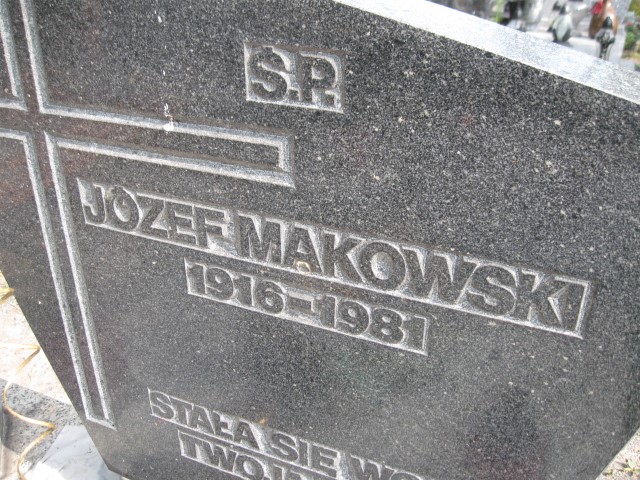 Ś.P.
JÓZEF MAKOWSKI
1916-1981
STAŁA SIĘ